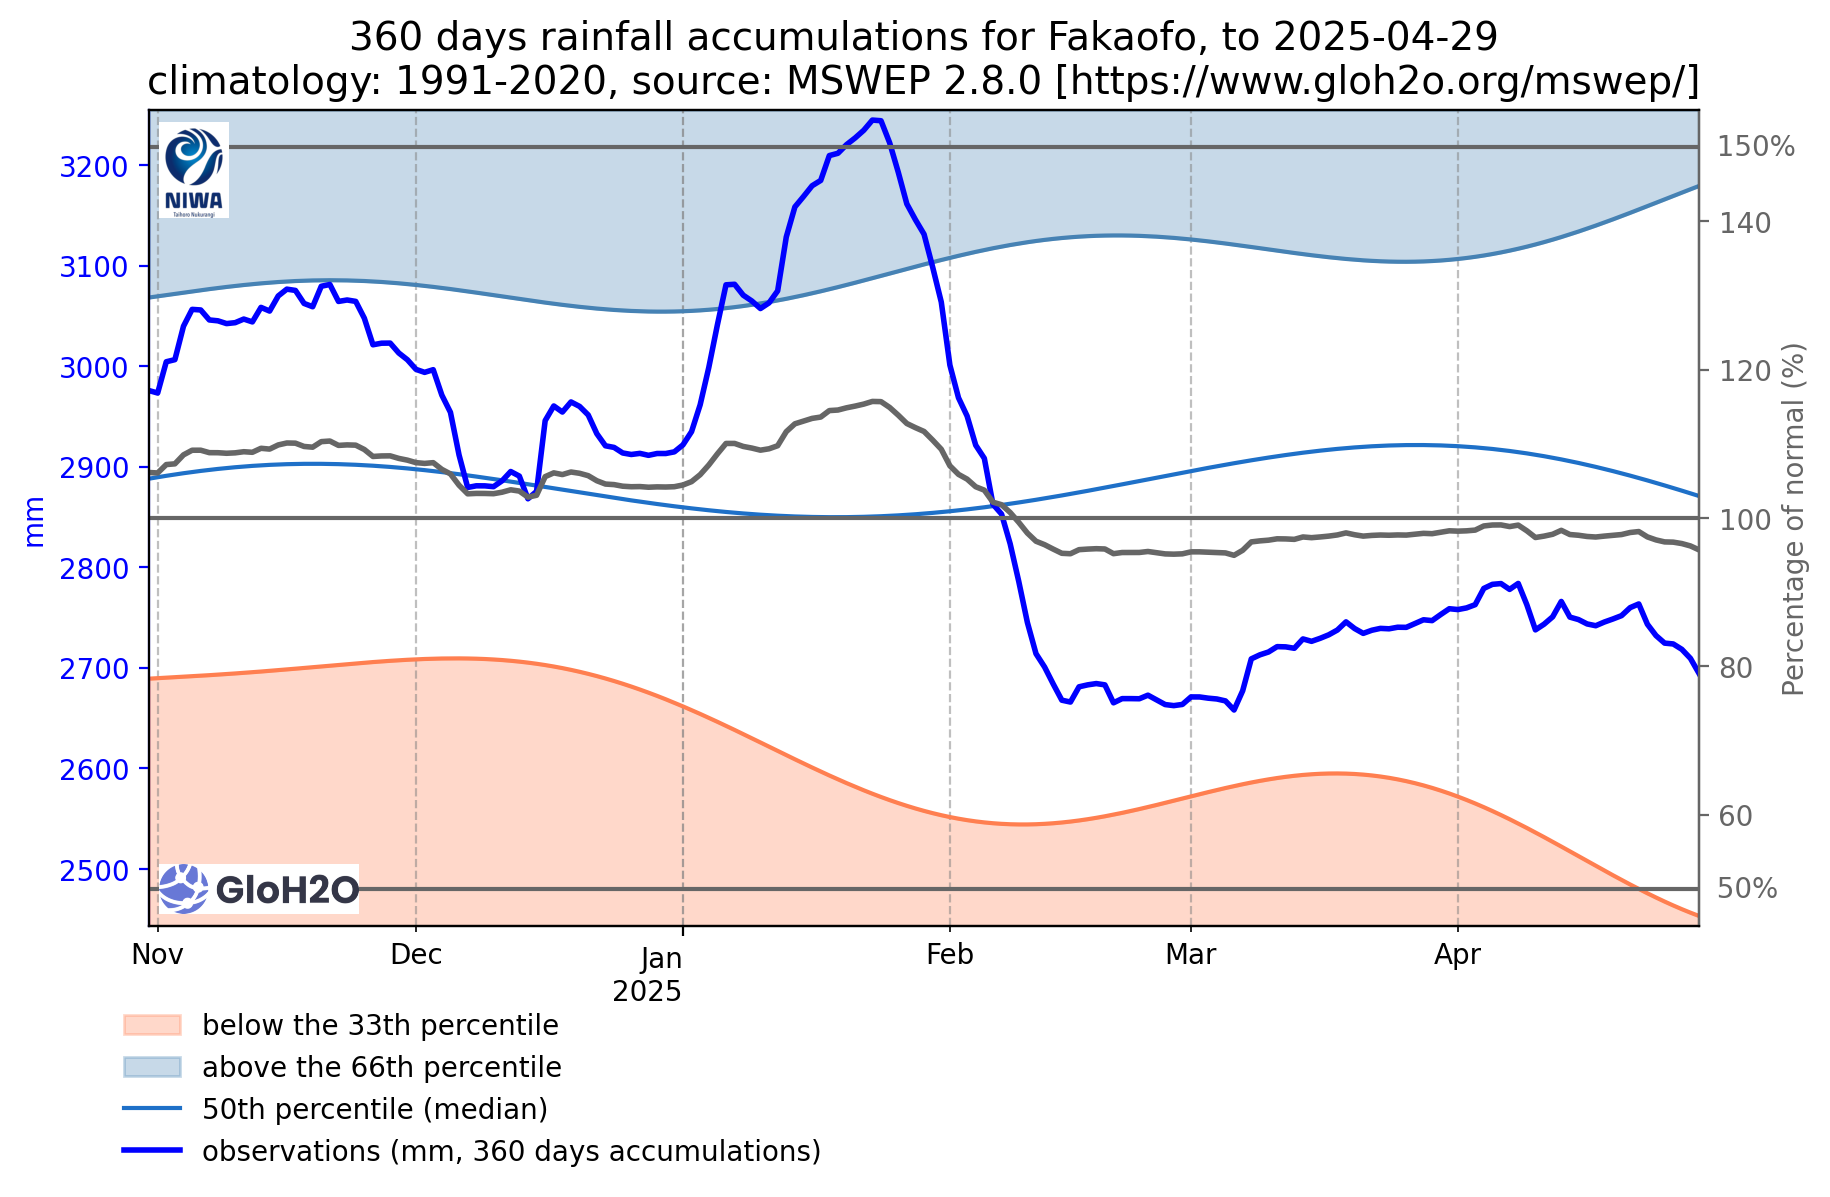 360 days rainfall accumulations for Fakaofo, to 2025-04-29
climatology: 1991-2020, source: MSWEP 2.8.0 [https://www.gloh2o.org/mswep/]
NIWA
Taihoro Nukurangi
3200
3100
3000
2900
2800
2700
2600
2500
mm
150%
140
120
100
80
60
50%
Percentage of normal (%)
GloH2O
Nov
Dec
Jan
2025
Feb
Mar
Apr
below the 33th percentile
above the 66th percentile
50th percentile (median)
observations (mm, 360 days accumulations)